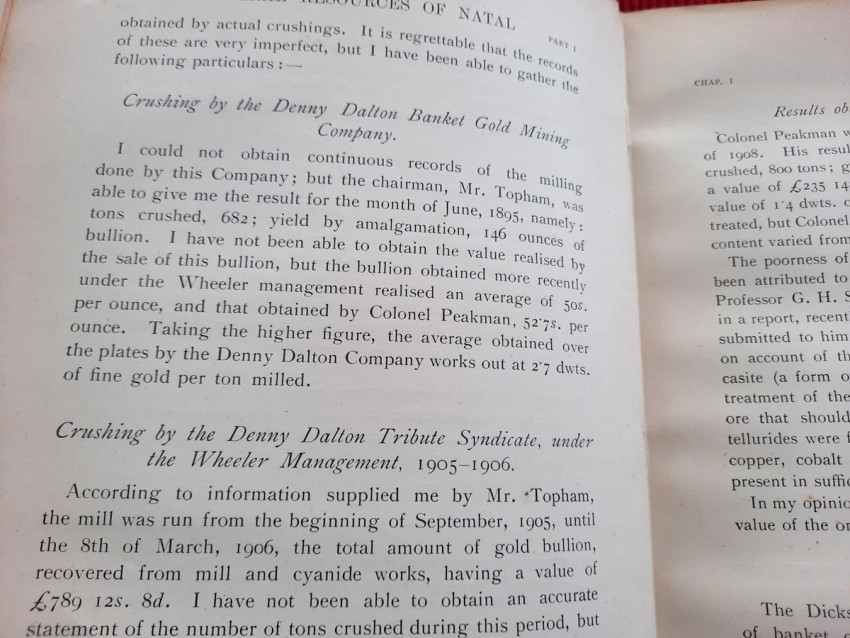 RESOURCES OF NATAL
PART I
obtained by actual crushings. It is regrettable that the records
of these are very imperfect, but I have been able to gather the
following particulars :—
Crushing by the Denny Dalton Banket Gold Mining
Company.
I could not obtain continuous records of the milling
done by this Company; but the chairman, Mr. Topham, was
able to give me the result for the month of June, 1895, namely:
tons crushed, 682; yield by amalgamation, 146 ounces of
bullion. I have not been able to obtain the value realised by
the sale of this bullion, but the bullion obtained more recently
under the Wheeler management realised an average of 50s.
per ounce, and that obtained by Colonel Peakman, 52·7s. per
ounce. Taking the higher figure, the average obtained over
the plates by the Denny Dalton Company works out at 2·7 dwts.
of fine gold per ton milled.
Crushing by the Denny Dalton Tribute Syndicate, under
the Wheeler Management, 1905–1906.
According to information supplied me by Mr. Topham,
the mill was run from the beginning of September, 1905, until
the 8th of March, 1906, the total amount of gold bullion,
recovered from mill and cyanide works, having a value of
£789 12s. 8d. I have not been able to obtain an accurate
statement of the number of tons crushed during this period, but
CHAP. I
Results
Colonel Peakman
of 1908. His
crushed, 800 tons;
a value of £235
value of 1·4 dwts.
treated, but Colonel
content varied from
The poorness of
been attributed to
Professor G. H.
in a report,
submitted to him
on account of
casite (a form
treatment of the
ore that should
tellurides were
copper, cobalt
present in
In my
value of the
The
of banket